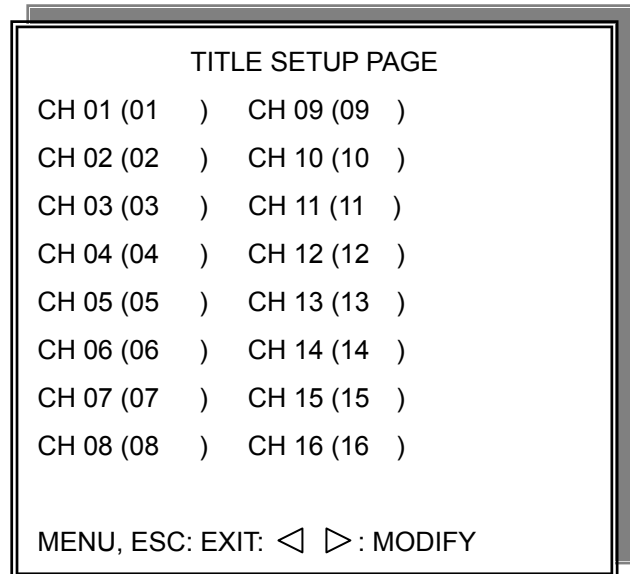 TITLE SETUP PAGE
CH 01 (01 ) CH 09 (09 )
CH 02 (02 ) CH 10 (10 )
CH 03 (03 ) CH 11 (11 )
CH 04 (04 ) CH 12 (12 )
CH 05 (05 ) CH 13 (13 )
CH 06 (06 ) CH 14 (14 )
CH 07 (07 ) CH 15 (15 )
CH 08 (08 ) CH 16 (16 )
MENU, ESC: EXIT: ◁ ▷ : MODIFY